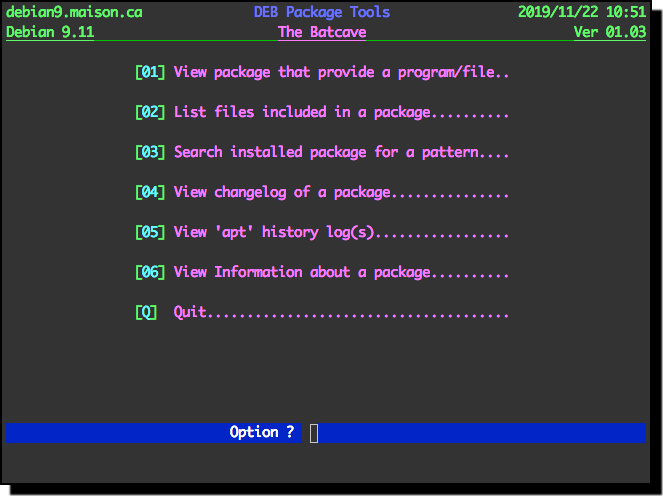 debian9.maison.ca DEB Package Tools 2019/11/22 10:51
Debian 9.11 The Batcave Ver 01.03
[01] View package that provide a program/file..
[02] List files included in a package..........
[03] Search installed package for a pattern....
[04] View changelog of a package...............
[05] View 'apt' history log(s).................
[06] View Information about a package..........
[Q] Quit......................................
Option ?